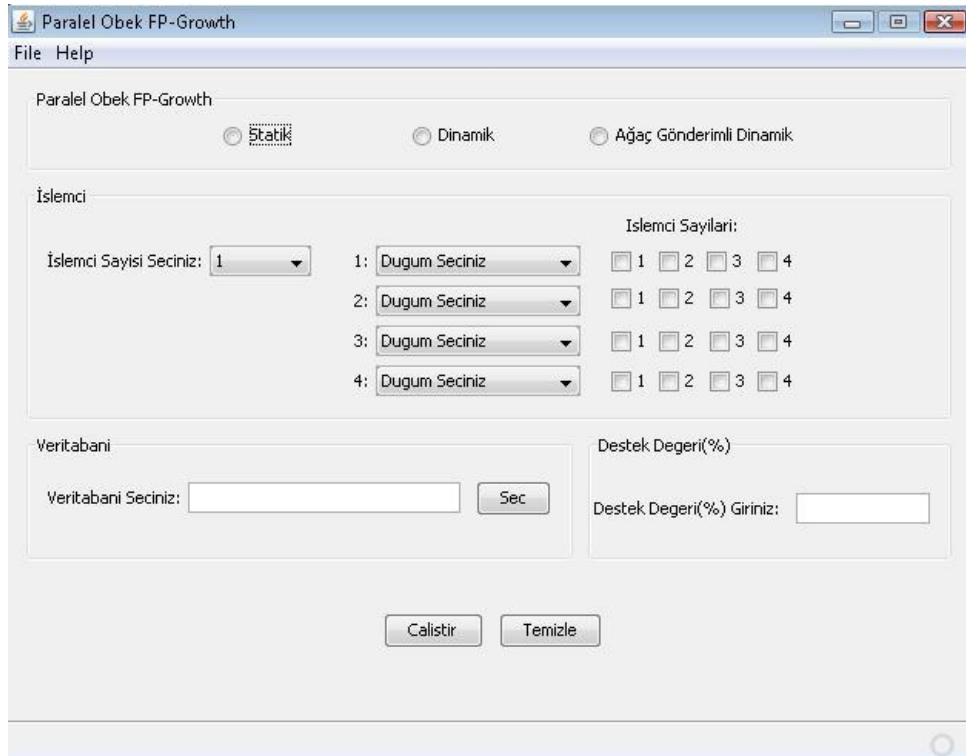 Paralel Obek FP-Growth
File Help
Paralel Obek FP-Growth
Statik Dinamik Ağaç Gönderimli Dinamik
İslemci
Islemci Sayilari:
İslemci Sayisi Seciniz: 1 1: Dugum Seciniz 1 2 3 4
2: Dugum Seciniz 1 2 3 4
3: Dugum Seciniz 1 2 3 4
4: Dugum Seciniz 1 2 3 4
Veritabani Destek Degeri(%)
Veritabani Seciniz: Sec Destek Degeri(%) Giriniz:
Calistir Temizle